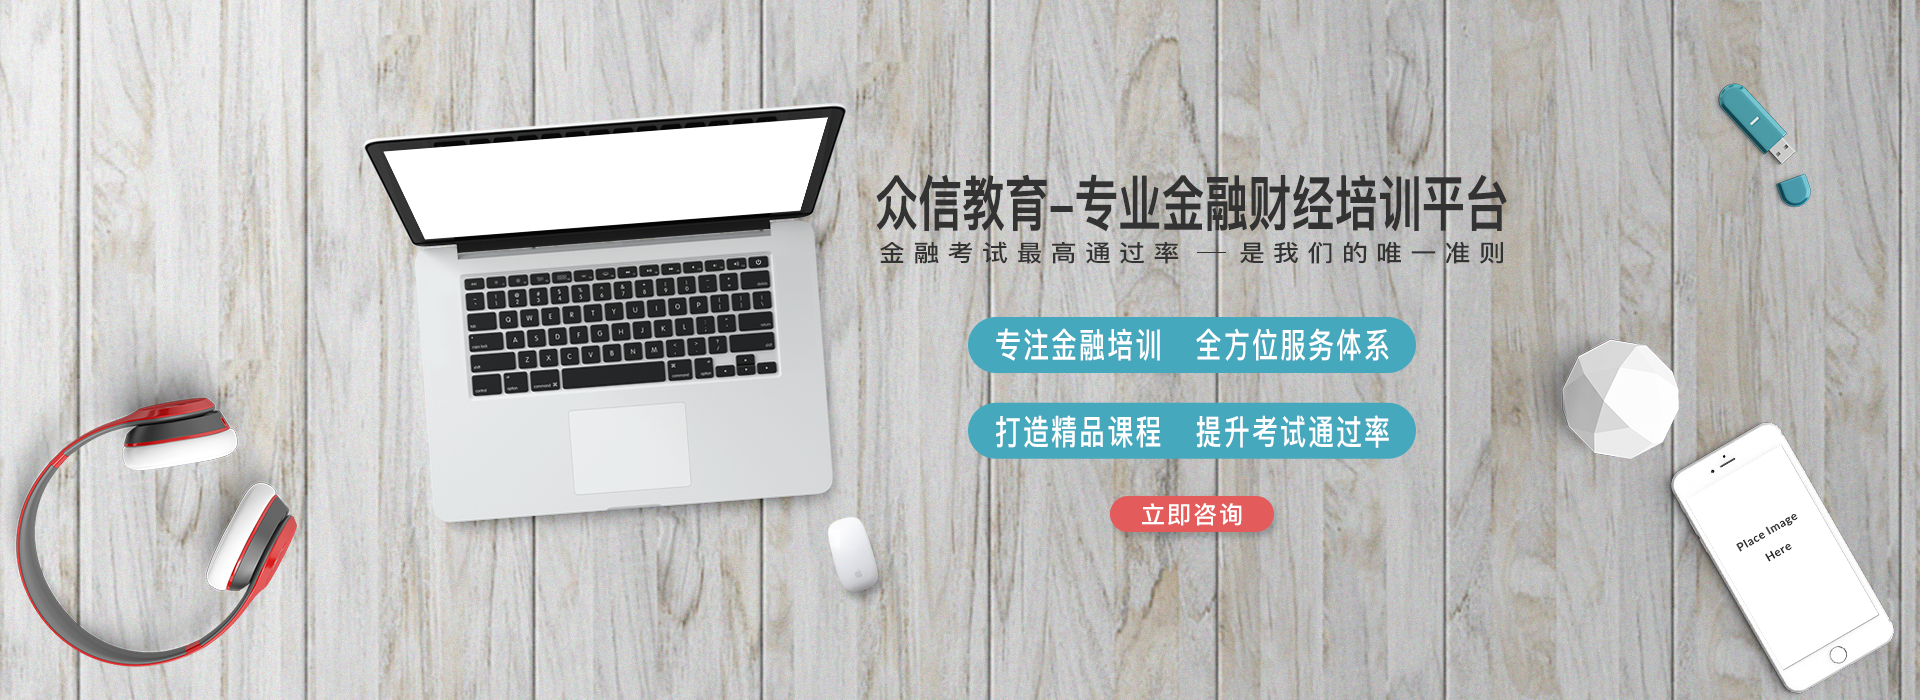 众信教育–专业金融财经培训平台
金融考试最高通过率 — 是我们的唯一准则
专注金融培训 全方位服务体系
打造精品课程 提升考试通过率
立即咨询
Place Image
Here